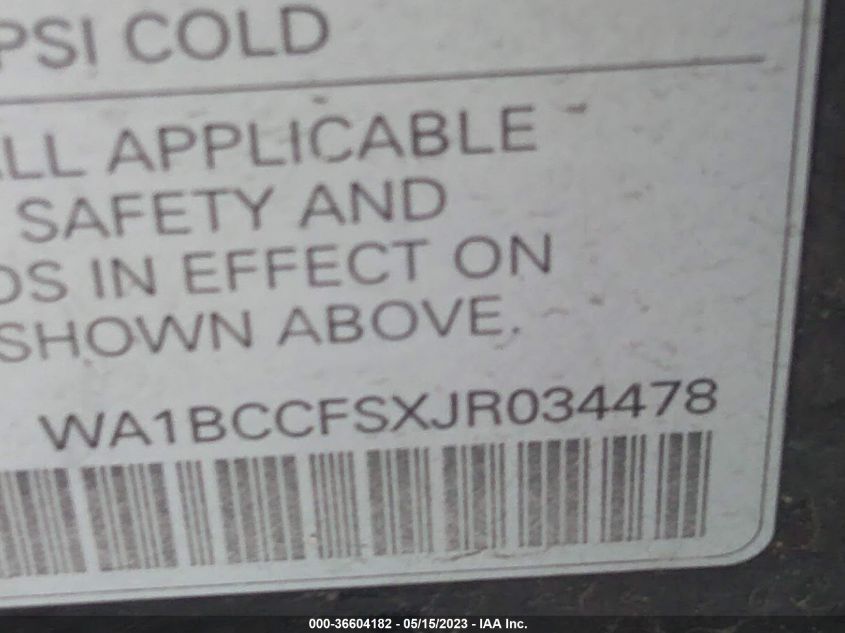 PSI COLD
ALL APPLICABLE
SAFETY AND
DS IN EFFECT ON
SHOWN ABOVE.
WA1BCCFSXJR034478
000-36604182 - 05/15/2023 - IAA Inc.